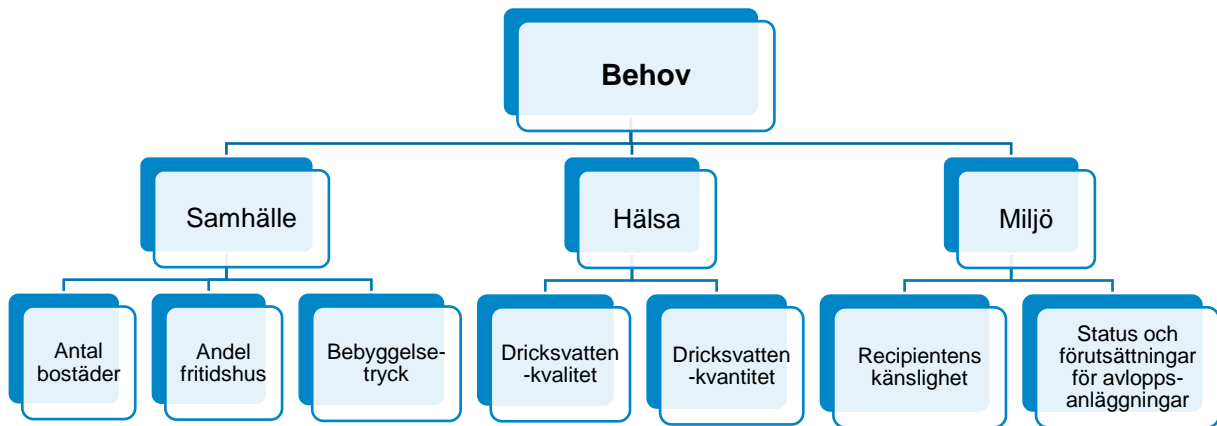 Behov
Samhälle
Hälsa
Miljö
Antal
bostäder
Andel
fritidshus
Bebyggelse-
tryck
Dricksvatten
-kvalitet
Dricksvatten
-kvantitet
Recipientens
känslighet
Status och
förutsättningar
för avlopps-
anläggningar